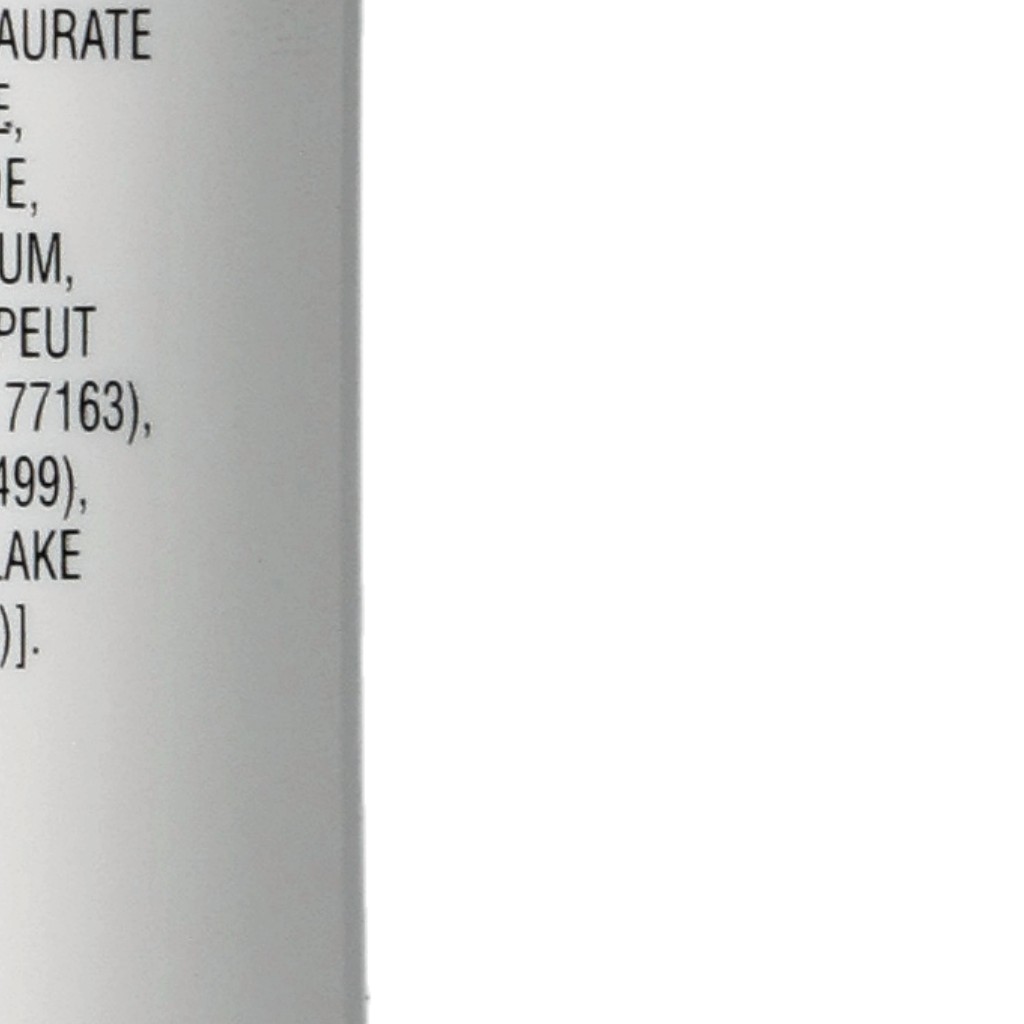 AURATE
E,
DE,
UM,
PEUT
77163),
499),
LAKE
)].